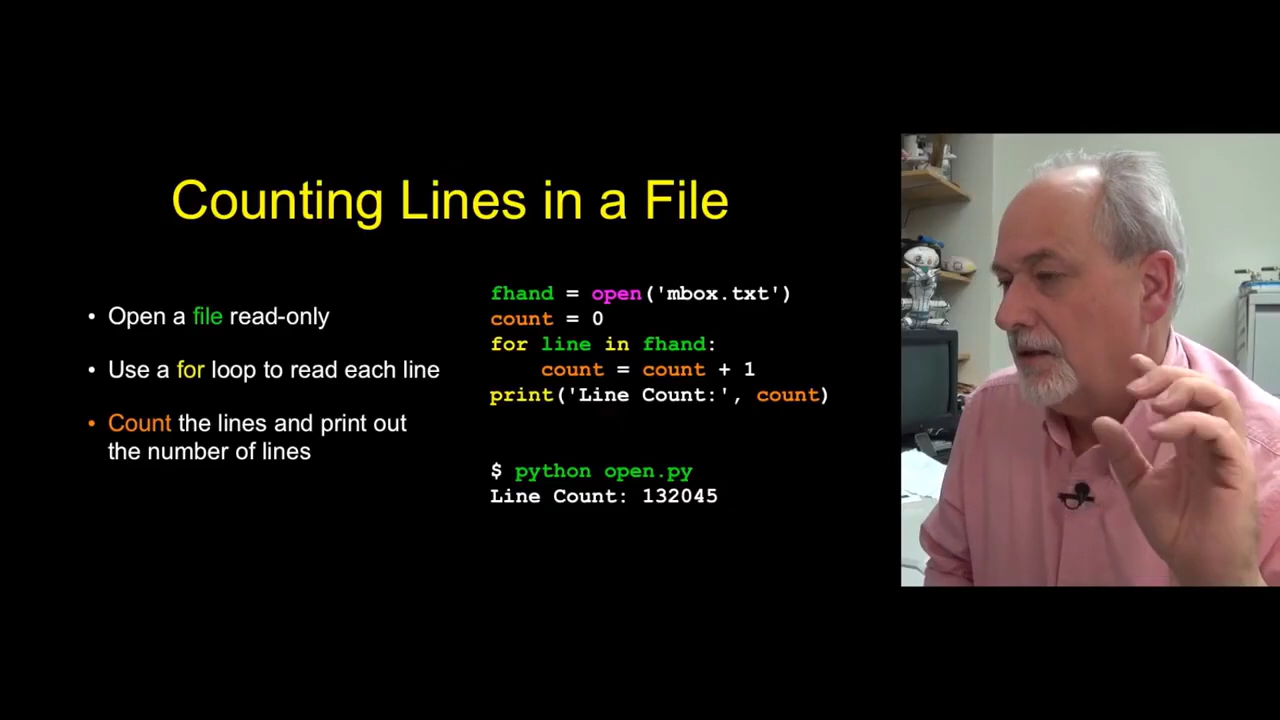 Counting Lines in a File
• Open a file read-only
• Use a for loop to read each line
• Count the lines and print out
the number of lines
fhand = open('mbox.txt')
count = 0
for line in fhand:
    count = count + 1
print('Line Count:', count)
$ python open.py
Line Count: 132045